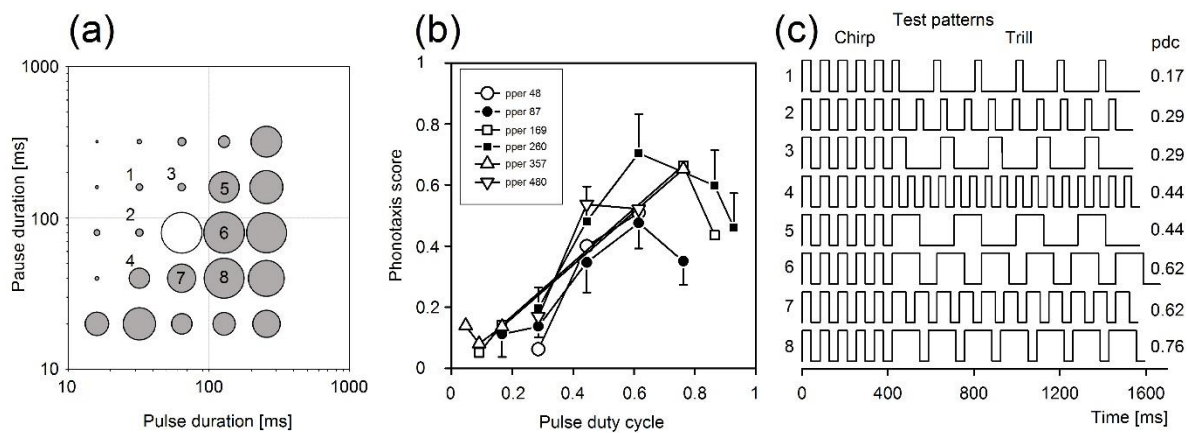 (a)
1000
100
10
10
100
1000
Pause duration [ms]
Pulse duration [ms]
1
3
5
2
6
4
7
8
(b)
1
0.8
0.6
0.4
0.2
0
0
0.2
0.4
0.6
0.8
1
Phonotaxis score
Pulse duty cycle
pper 48
pper 87
pper 169
pper 260
pper 357
pper 480
(c)
Test patterns
Chirp Trill pdc
1 0.17
2 0.29
3 0.29
4 0.44
5 0.44
6 0.62
7 0.62
8 0.76
0 400 800 1200 1600
Time [ms]